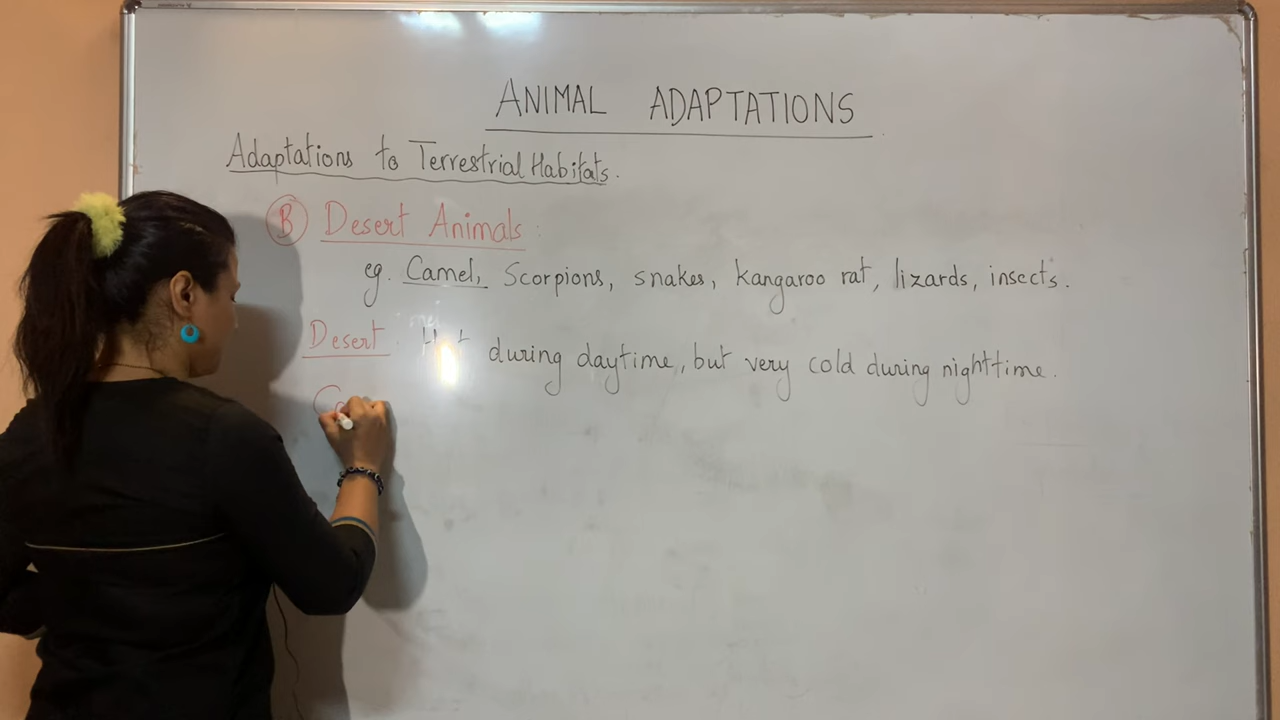 ANIMAL ADAPTATIONS
Adaptations to Terrestrial Habitats.
B Desert Animals:
eg. Camel, Scorpions, snakes, kangaroo rat, lizards, insects.
Desert. Hot during daytime, but very cold during nighttime.
Ca